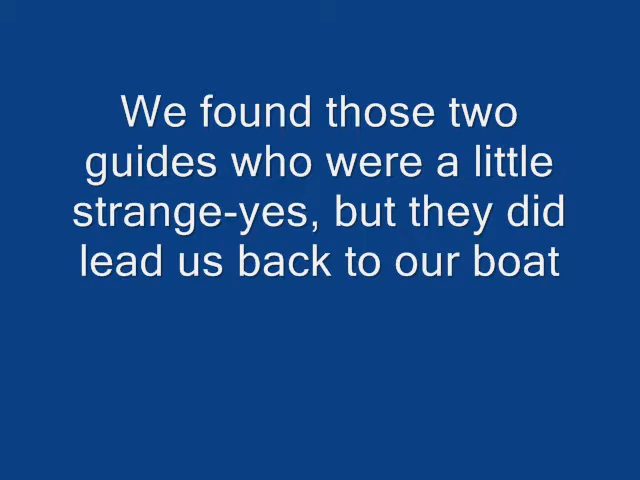 We found those two
guides who were a little
strange-yes, but they did
lead us back to our boat